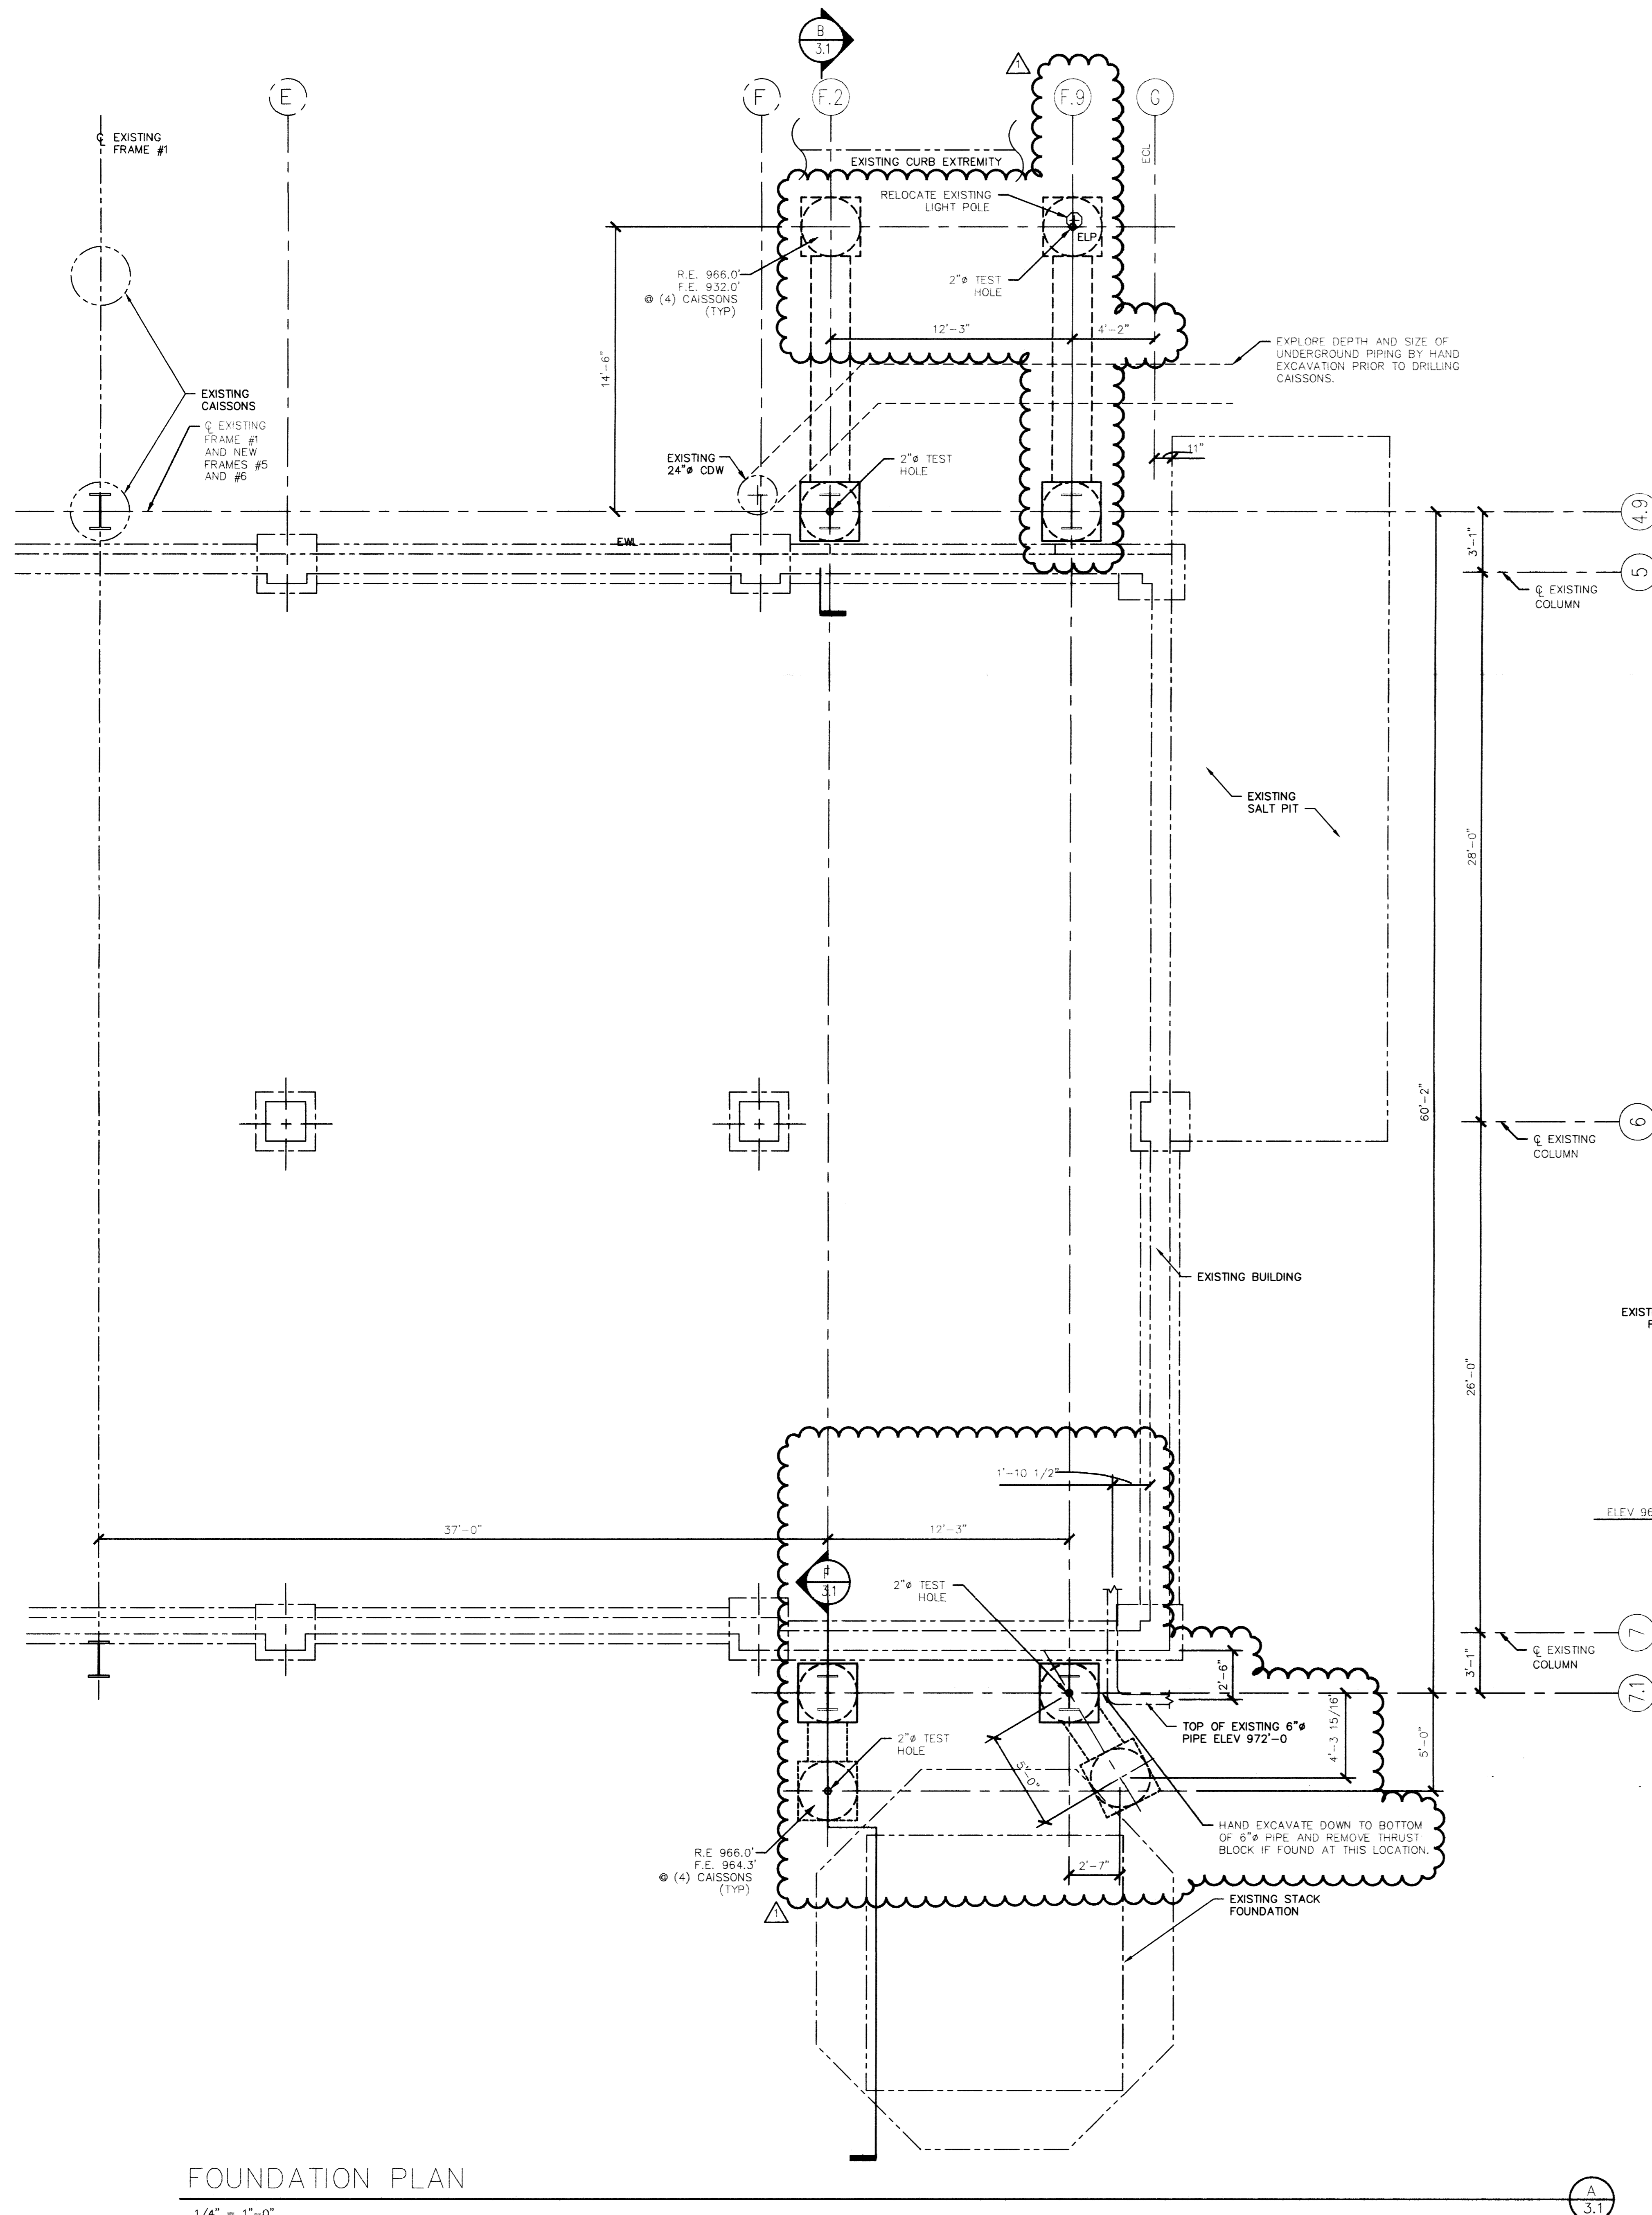 B
3.1
1
E
F
F.2
F.9
G
℄ EXISTING
FRAME #1
ECL
EXISTING CURB EXTREMITY
RELOCATE EXISTING
LIGHT POLE
ELP
R.E. 966.0'
F.E. 932.0'
@ (4) CAISSONS
(TYP)
2"ø TEST
HOLE
12'-3"
4'-2"
14'-6"
EXPLORE DEPTH AND SIZE OF
UNDERGROUND PIPING BY HAND
EXCAVATION PRIOR TO DRILLING
CAISSONS.
EXISTING
CAISSONS
℄ EXISTING
FRAME #1
AND NEW
FRAMES #5
AND #6
EXISTING
24"ø CDW
2"ø TEST
HOLE
11"
4.9
EWL
3'-1"
5
℄ EXISTING
COLUMN
EXISTING
SALT PIT
28'-0"
60'-2"
6
℄ EXISTING
COLUMN
EXISTING BUILDING
EXIST
F
26'-0"
1'-10 1/2"
ELEV 96
37'-0"
12'-3"
F
3.1
2"ø TEST
HOLE
7
℄ EXISTING
COLUMN
2'-6"
3'-1"
7.1
TOP OF EXISTING 6"ø
PIPE ELEV 972'-0
4'-3 15/16"
5'-0"
2"ø TEST
HOLE
5'-0"
HAND EXCAVATE DOWN TO BOTTOM
OF 6"ø PIPE AND REMOVE THRUST
BLOCK IF FOUND AT THIS LOCATION.
R.E 966.0'
F.E. 964.3'
@ (4) CAISSONS
(TYP)
2'-7"
1
EXISTING STACK
FOUNDATION
FOUNDATION PLAN
1/4" = 1"-0"
A
3.1